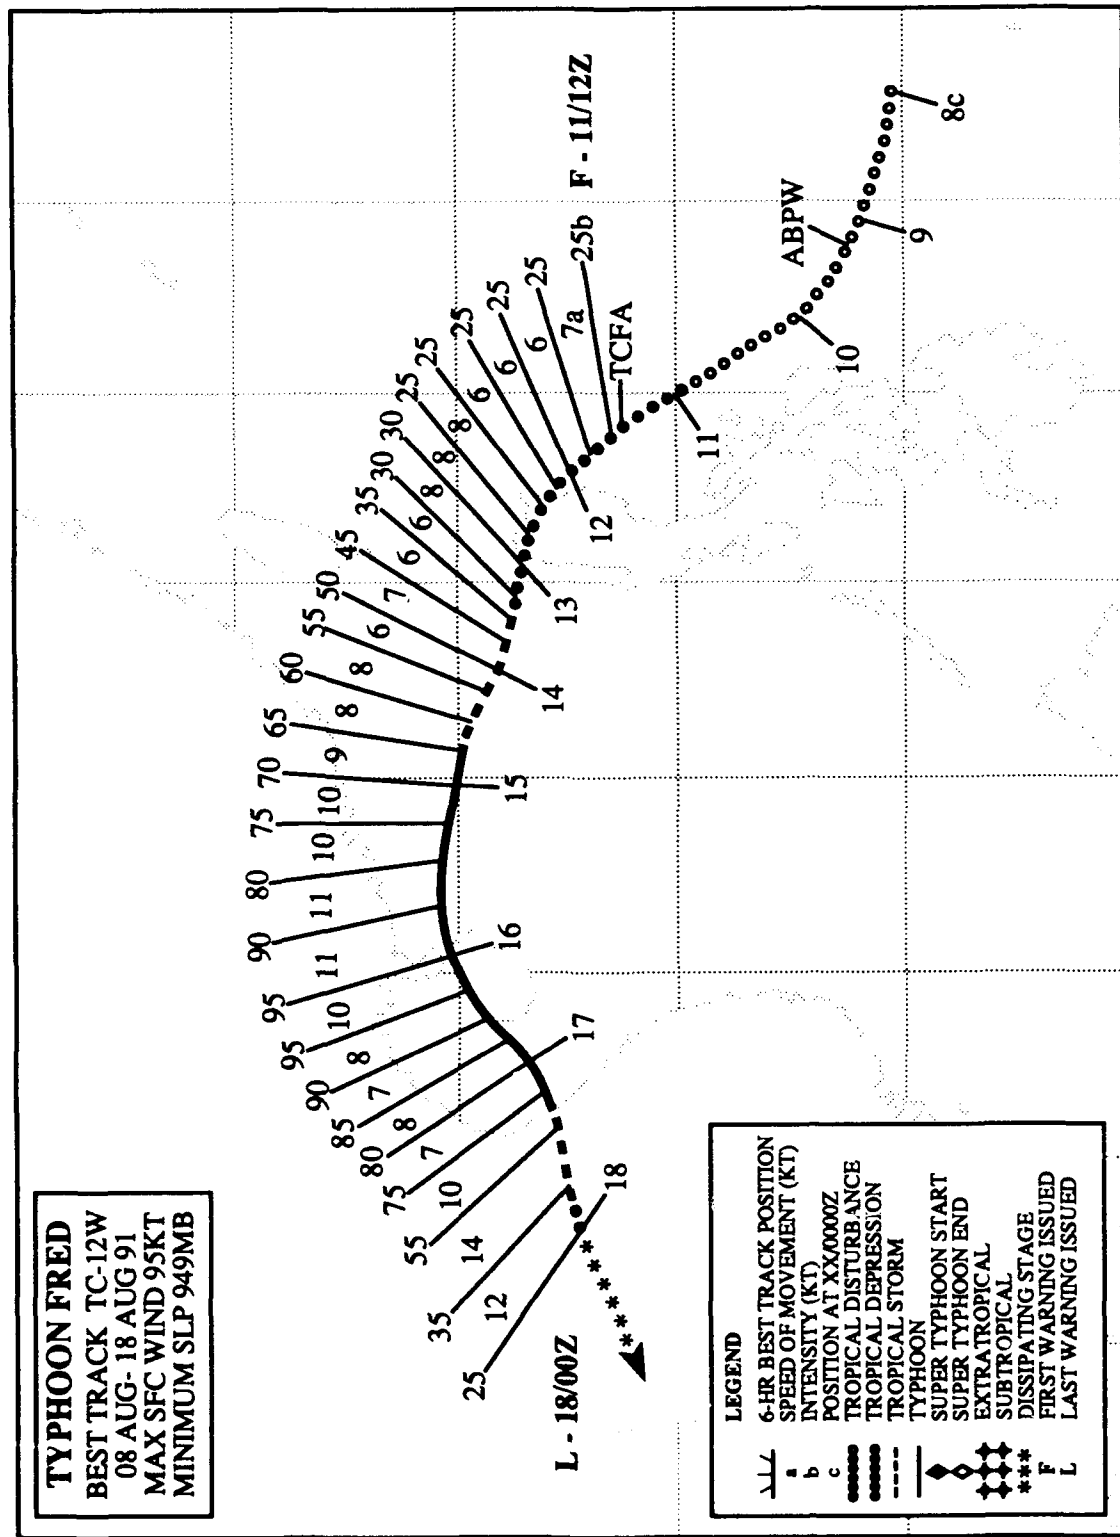 TYPHOON FRED
BEST TRACK TC-12W
08 AUG- 18 AUG 91
MAX SFC WIND 95KT
MINIMUM SLP 949MB
25
12
35
14
55
10
75
7
80
8
85
7
90
8
95
10
95
11
90
11
80
10
75
10
70
9
65
8
60
8
55
6
50
7
45
6
35
6
30
8
30
8
25
8
25
6
25
6
25
6
25
7a
25b
F - 11/12Z
TCFA
ABPW
L - 18/00Z
18
17
16
15
14
13
12
11
10
9
8c
LEGEND
6-HR BEST TRACK POSITION
a SPEED OF MOVEMENT (KT)
b INTENSITY (KT)
c POSITION AT XX/0000Z
TROPICAL DISTURBANCE
TROPICAL DEPRESSION
TROPICAL STORM
TYPHOON
SUPER TYPHOON START
SUPER TYPHOON END
EXTRATROPICAL
SUBTROPICAL
*** DISSIPATING STAGE
F FIRST WARNING ISSUED
L LAST WARNING ISSUED